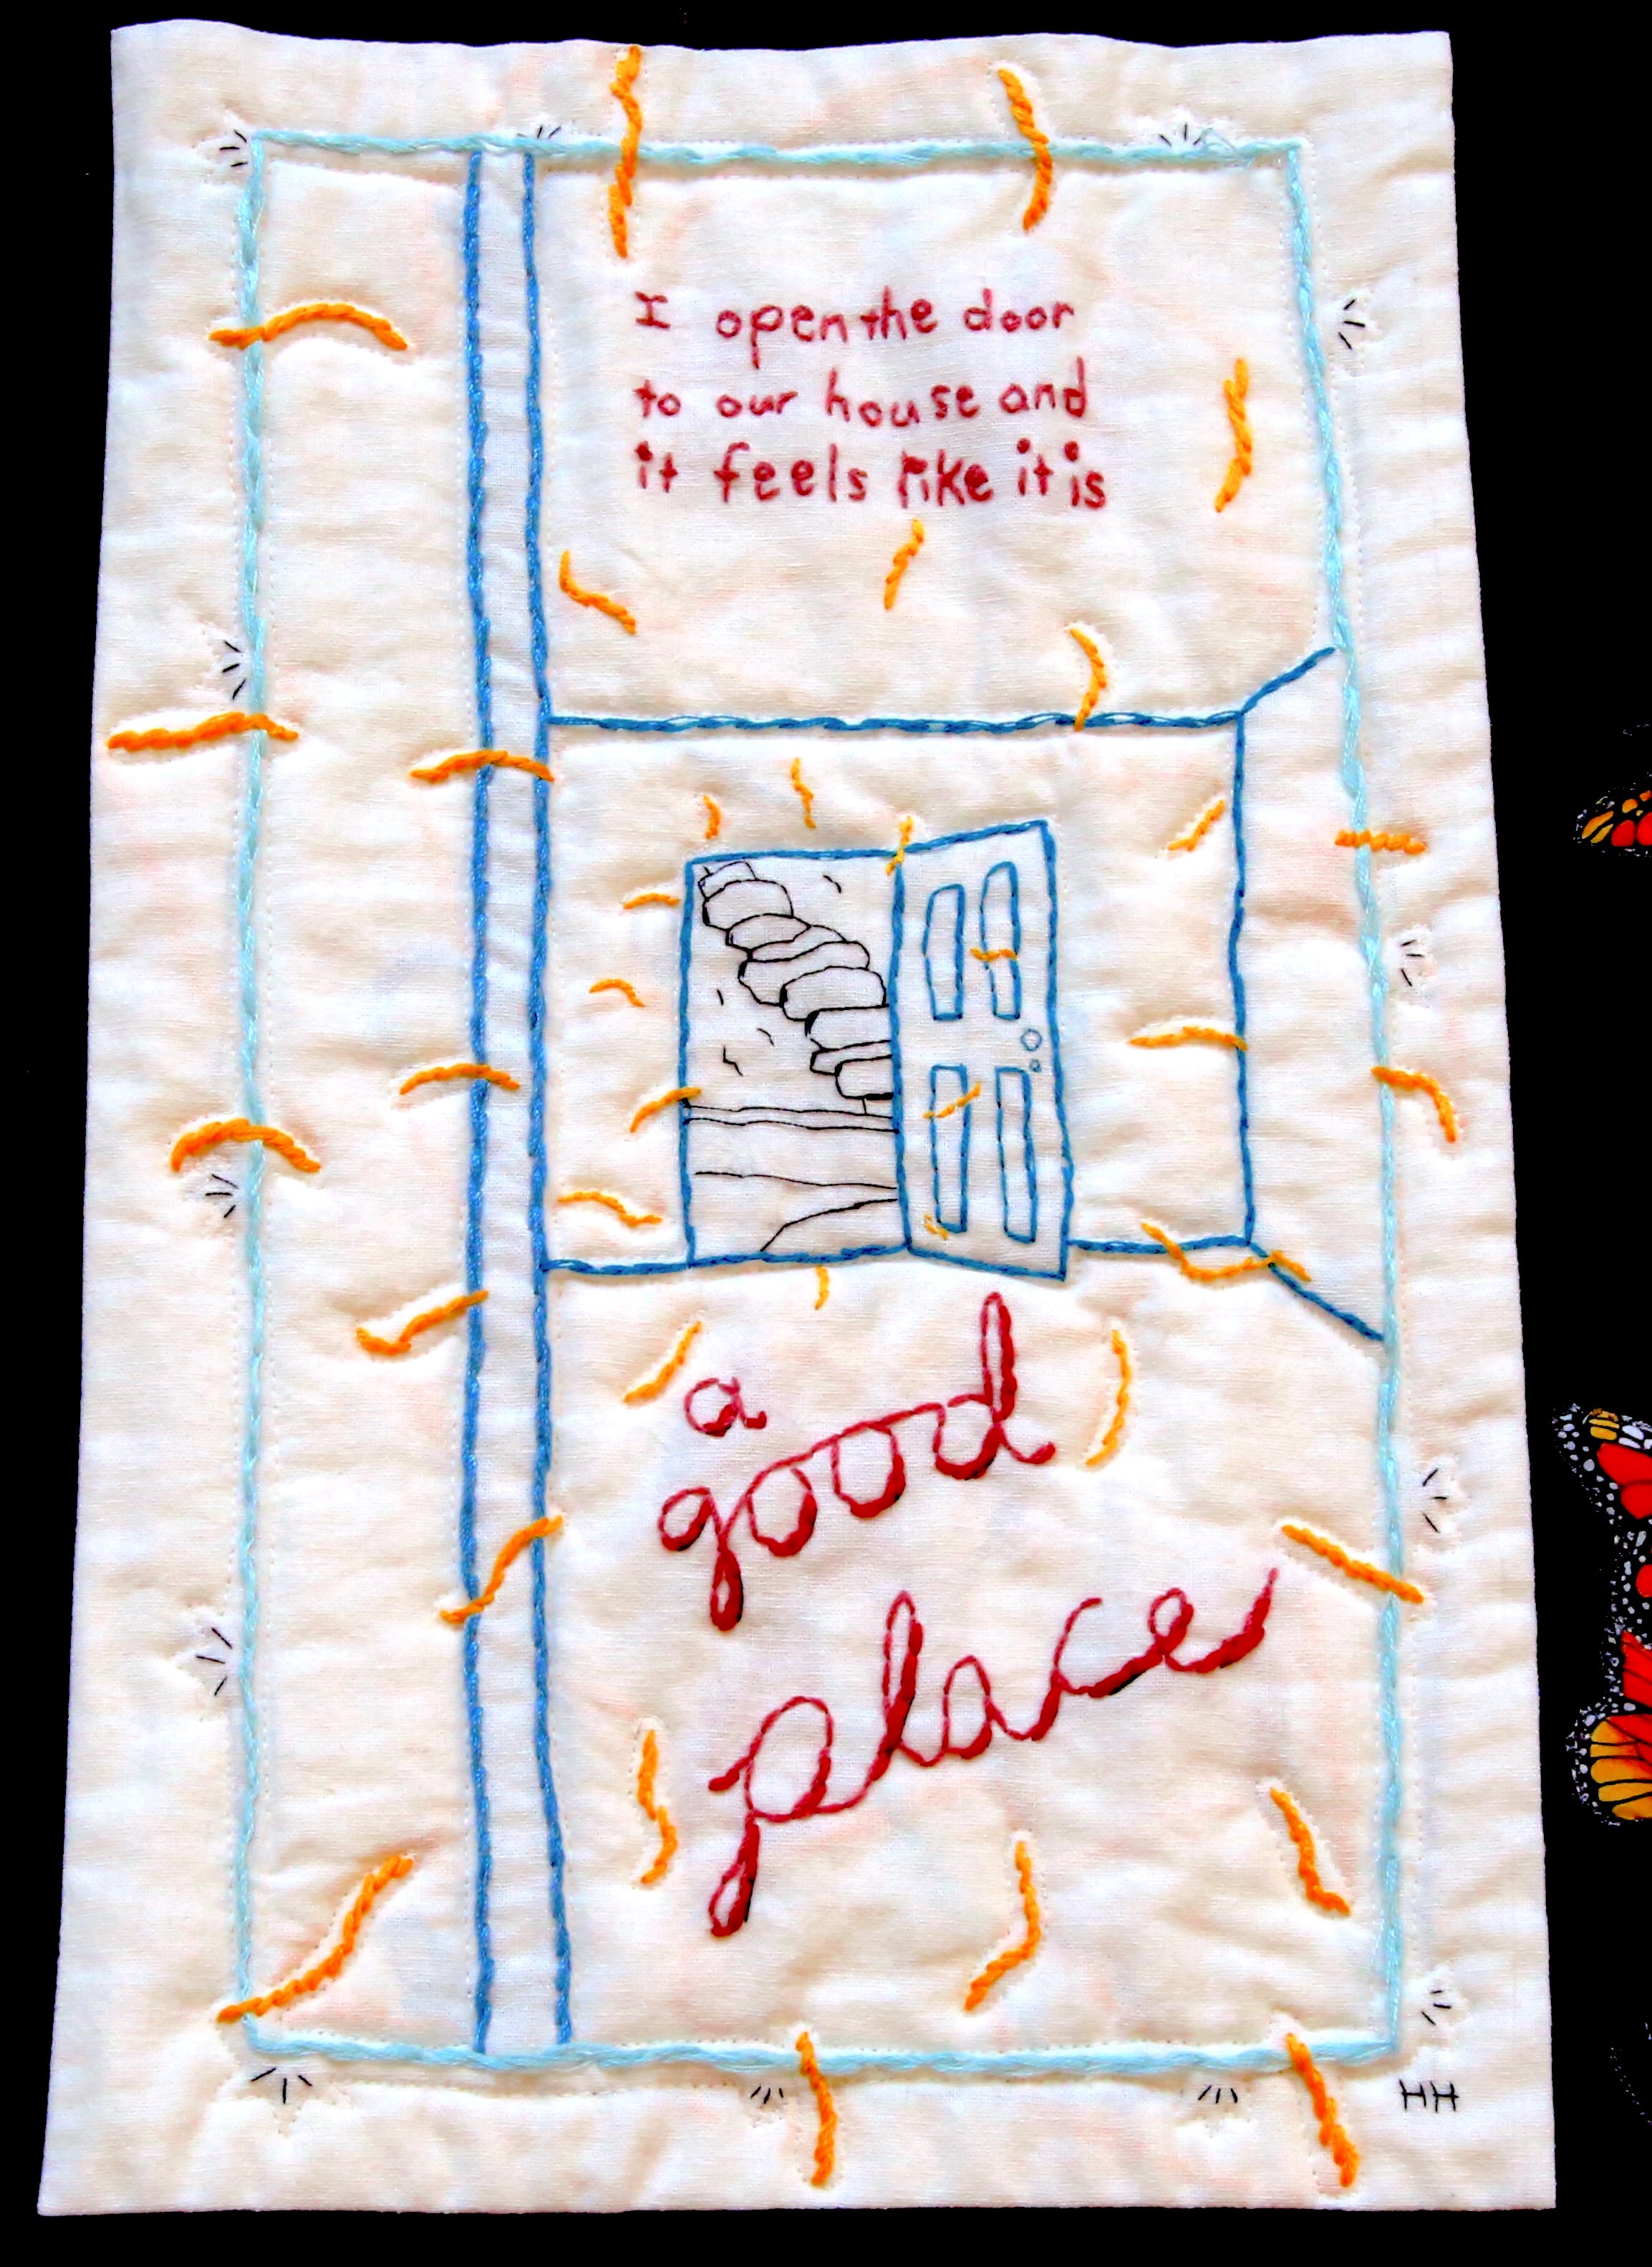 I open the door
to our house and
it feels like it is
a
good
place
HH